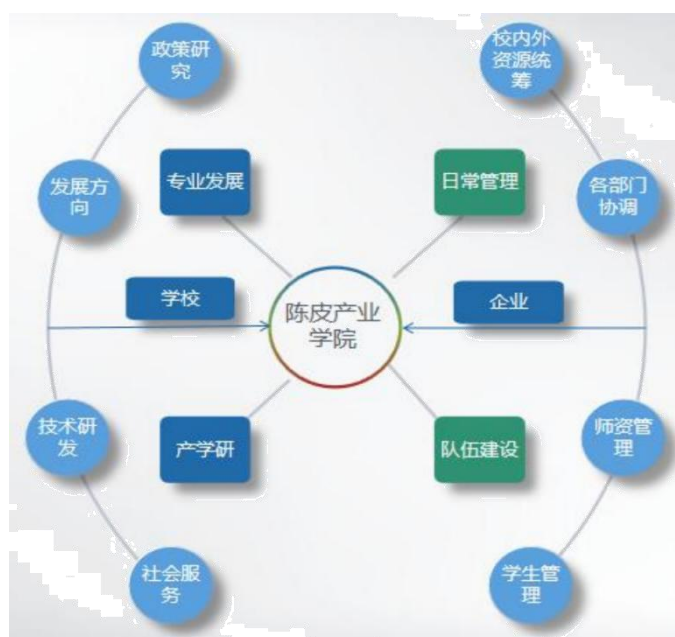 政策研
究
校内外
资源统
筹
专业发展
日常管理
发展方
向
各部门
协调
学校
企业
陈皮产业
学院
技术研
发
产学研
队伍建设
师资管
理
社会服
务
学生管
理